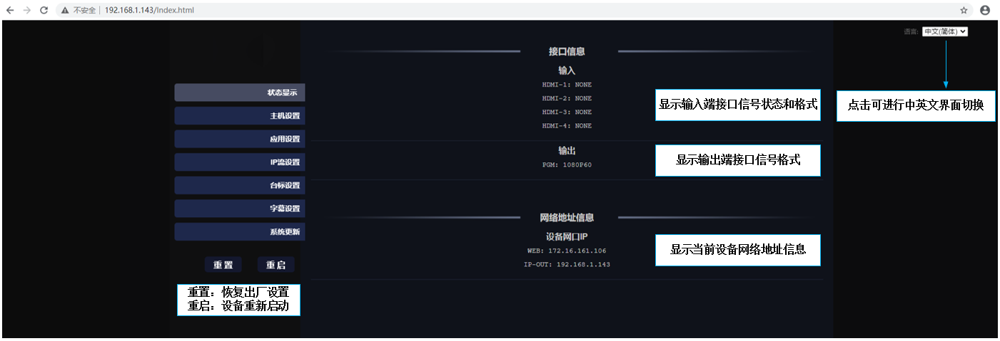 不安全 | 192.168.1.143/Index.html
语言: 中文(简体)
点击可进行中英文界面切换
状态显示
主机设置
应用设置
IP流设置
台标设置
字幕设置
系统更新
重置 重启
重置：恢复出厂设置
重启：设备重新启动
接口信息
输入
HDMI-1: NONE
HDMI-2: NONE
HDMI-3: NONE
HDMI-4: NONE
显示输入端接口信号状态和格式
输出
PGM: 1080P60
显示输出端接口信号格式
网络地址信息
设备网口IP
WEB: 172.16.161.106
IP-OUT: 192.168.1.143
显示当前设备网络地址信息